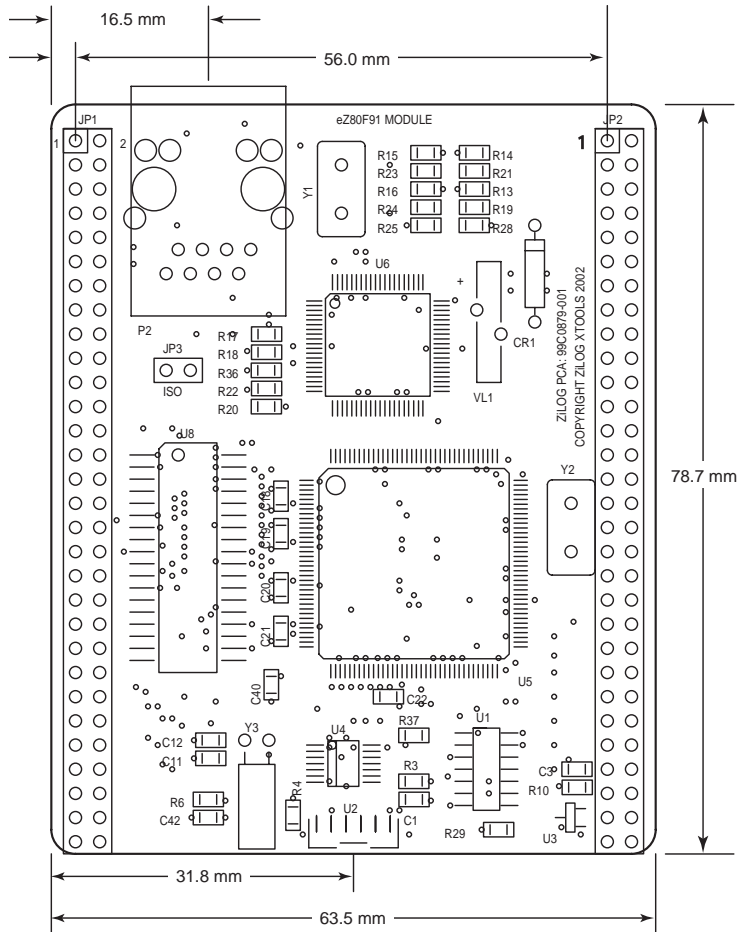 16.5 mm
56.0 mm
eZ80F91 MODULE
JP1
JP2
1
2
1
R15
R14
R23
R21
Y1
R16
R13
R24
R19
R25
R28
U6
+
P2
R17
JP3
R18
CR1
R36
ISO
R22
VL1
R20
ZiLOG PCA: 99C0879-001
COPYRIGHT ZiLOG XTOOLS 2002
U8
Y2
78.7 mm
C18
C19
C20
C21
C40
U5
C22
Y3
U4
R37
U1
C12
C11
R3
C3
R4
R10
R6
U2
C42
C1
R29
U3
31.8 mm
63.5 mm